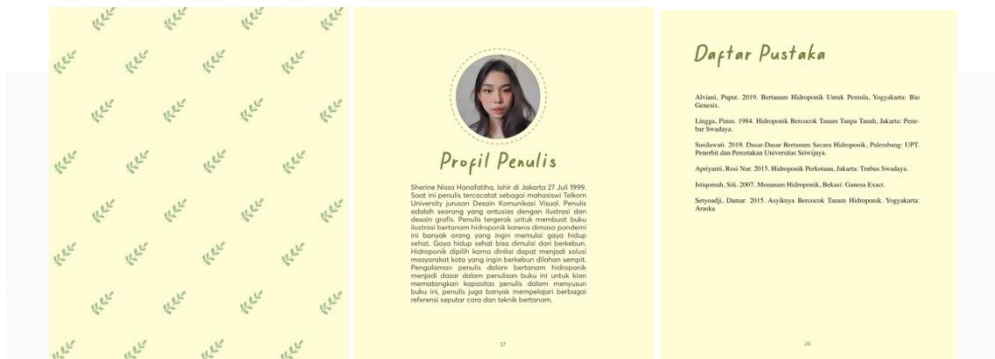 Profil Penulis
Sherine Nissa Hanafatiha, lahir di Jakarta 27 Juli 1999.
Saat ini penulis tercacatat sebagai mahasiswi Telkom
University jurusan Desain Komunikasi Visual. Penulis
adalah seorang yang antusias dengan ilustrasi dan
desain grafis. Penulis tergerak untuk membuat buku
ilustrasi bertanam hidroponik karena dimasa pandemi
ini banyak orang yang ingin memulai gaya hidup
sehat. Gaya hidup sehat bisa dimulai dari berkebun.
Hidroponik dipilih karna dinilai dapat menjadi solusi
masyarakat kota yang ingin berkebun dilahan sempit.
Pengalaman penulis dalam bertanam hidroponik
menjadi dasar dalam penulisan buku ini untuk kian
mematangkan kapasitas penulis dalam menyusun
buku ini, penulis juga banyak mempelajari berbagai
referensi seputar cara dan teknik bertanam.
27
Daftar Pustaka
Alviani, Puput. 2019. Bertanam Hidroponik Untuk Pemula, Yogyakarta: Bio
Genesis.
Lingga, Pinus. 1984. Hidroponik Bercocok Tanam Tanpa Tanah, Jakarta: Pene-
bar Swadaya.
Susilawati. 2019. Dasar-Dasar Bertanam Secara Hidroponik, Palembang: UPT.
Penerbit dan Percetakan Universitas Sriwijaya.
Apriyanti, Rosi Nur. 2015. Hidroponik Perkotaan, Jakarta: Trubus Swadaya.
Istiqomah, Siti. 2007. Menanam Hidroponik, Bekasi: Ganesa Exact.
Setyoadji, Damar. 2015. Asyiknya Bercocok Tanam Hidroponik. Yogyakarta:
Araska
26